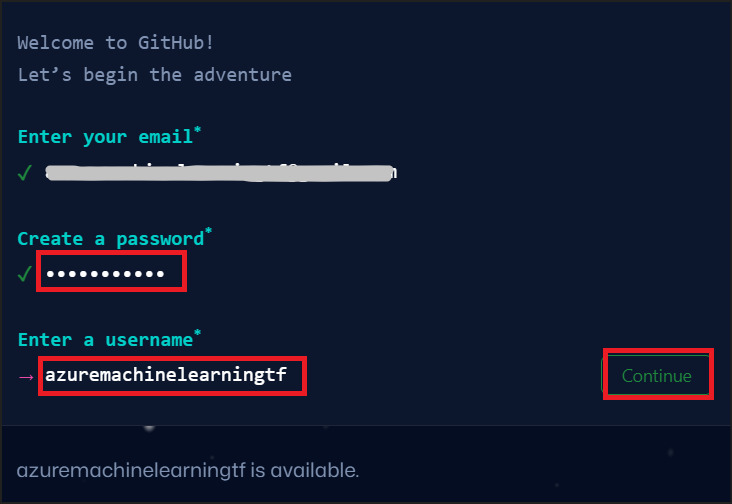 Welcome to GitHub!
Let’s begin the adventure
Enter your email*
✓
Create a password*
✓ •••••••••••
Enter a username*
→ azuremachinelearningtf
Continue
azuremachinelearningtf is available.